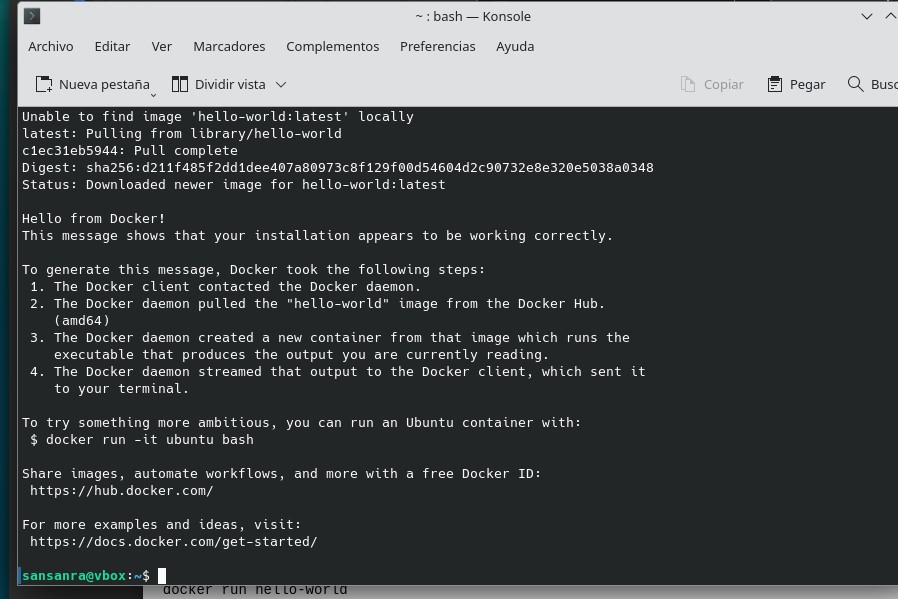 ~ : bash — Konsole
Archivo Editar Ver Marcadores Complementos Preferencias Ayuda
Nueva pestaña Dividir vista Copiar Pegar Busc
Unable to find image 'hello-world:latest' locally
latest: Pulling from library/hello-world
c1ec31eb5944: Pull complete
Digest: sha256:d211f485f2dd1dee407a80973c8f129f00d54604d2c90732e8e320e5038a0348
Status: Downloaded newer image for hello-world:latest
Hello from Docker!
This message shows that your installation appears to be working correctly.
To generate this message, Docker took the following steps:
1. The Docker client contacted the Docker daemon.
2. The Docker daemon pulled the "hello-world" image from the Docker Hub.
(amd64)
3. The Docker daemon created a new container from that image which runs the
executable that produces the output you are currently reading.
4. The Docker daemon streamed that output to the Docker client, which sent it
to your terminal.
To try something more ambitious, you can run an Ubuntu container with:
$ docker run -it ubuntu bash
Share images, automate workflows, and more with a free Docker ID:
https://hub.docker.com/
For more examples and ideas, visit:
https://docs.docker.com/get-started/
sansanra@vbox:~$
docker run hello-world